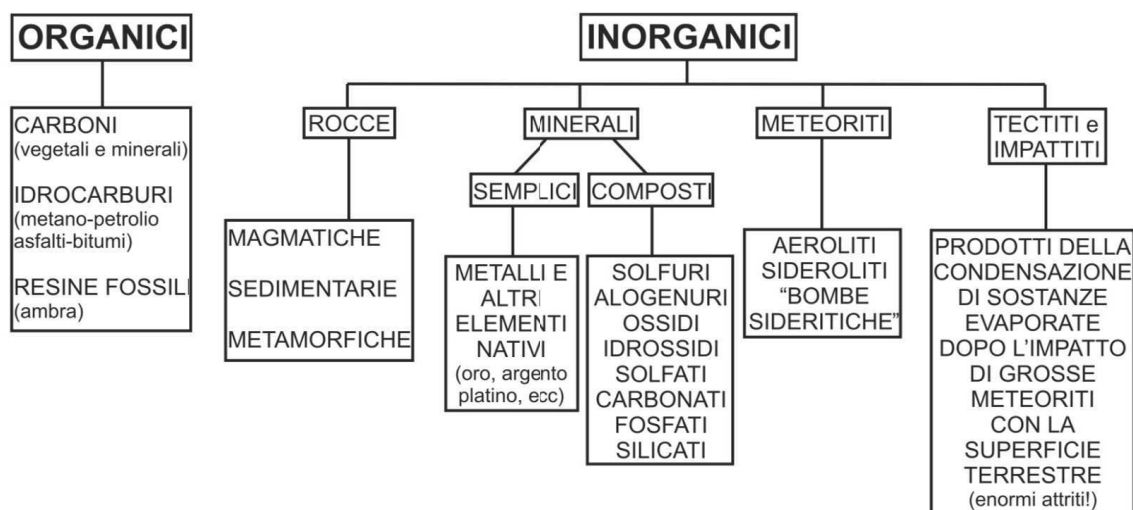 ORGANICI
CARBONI
(vegetali e minerali)
IDROCARBURI
(metano-petrolio
asfalti-bitumi)
RESINE FOSSILI
(ambra)
INORGANICI
ROCCE
MAGMATICHE
SEDIMENTARIE
METAMORFICHE
MINERALI
SEMPLICI
METALLI E
ALTRI
ELEMENTI
NATIVI
(oro, argento
platino, ecc)
COMPOSTI
SOLFURI
ALOGENURI
OSSIDI
IDROSSIDI
SOLFATI
CARBONATI
FOSFATI
SILICATI
METEORITI
AEROLITI
SIDEROLITI
“BOMBE
SIDERITICHE”
TECTITI e
IMPATTITI
PRODOTTI DELLA
CONDENSAZIONE
DI SOSTANZE
EVAPORATE
DOPO L’IMPATTO
DI GROSSE
METEORITI
CON LA
SUPERFICIE
TERRESTRE
(enormi attriti!)